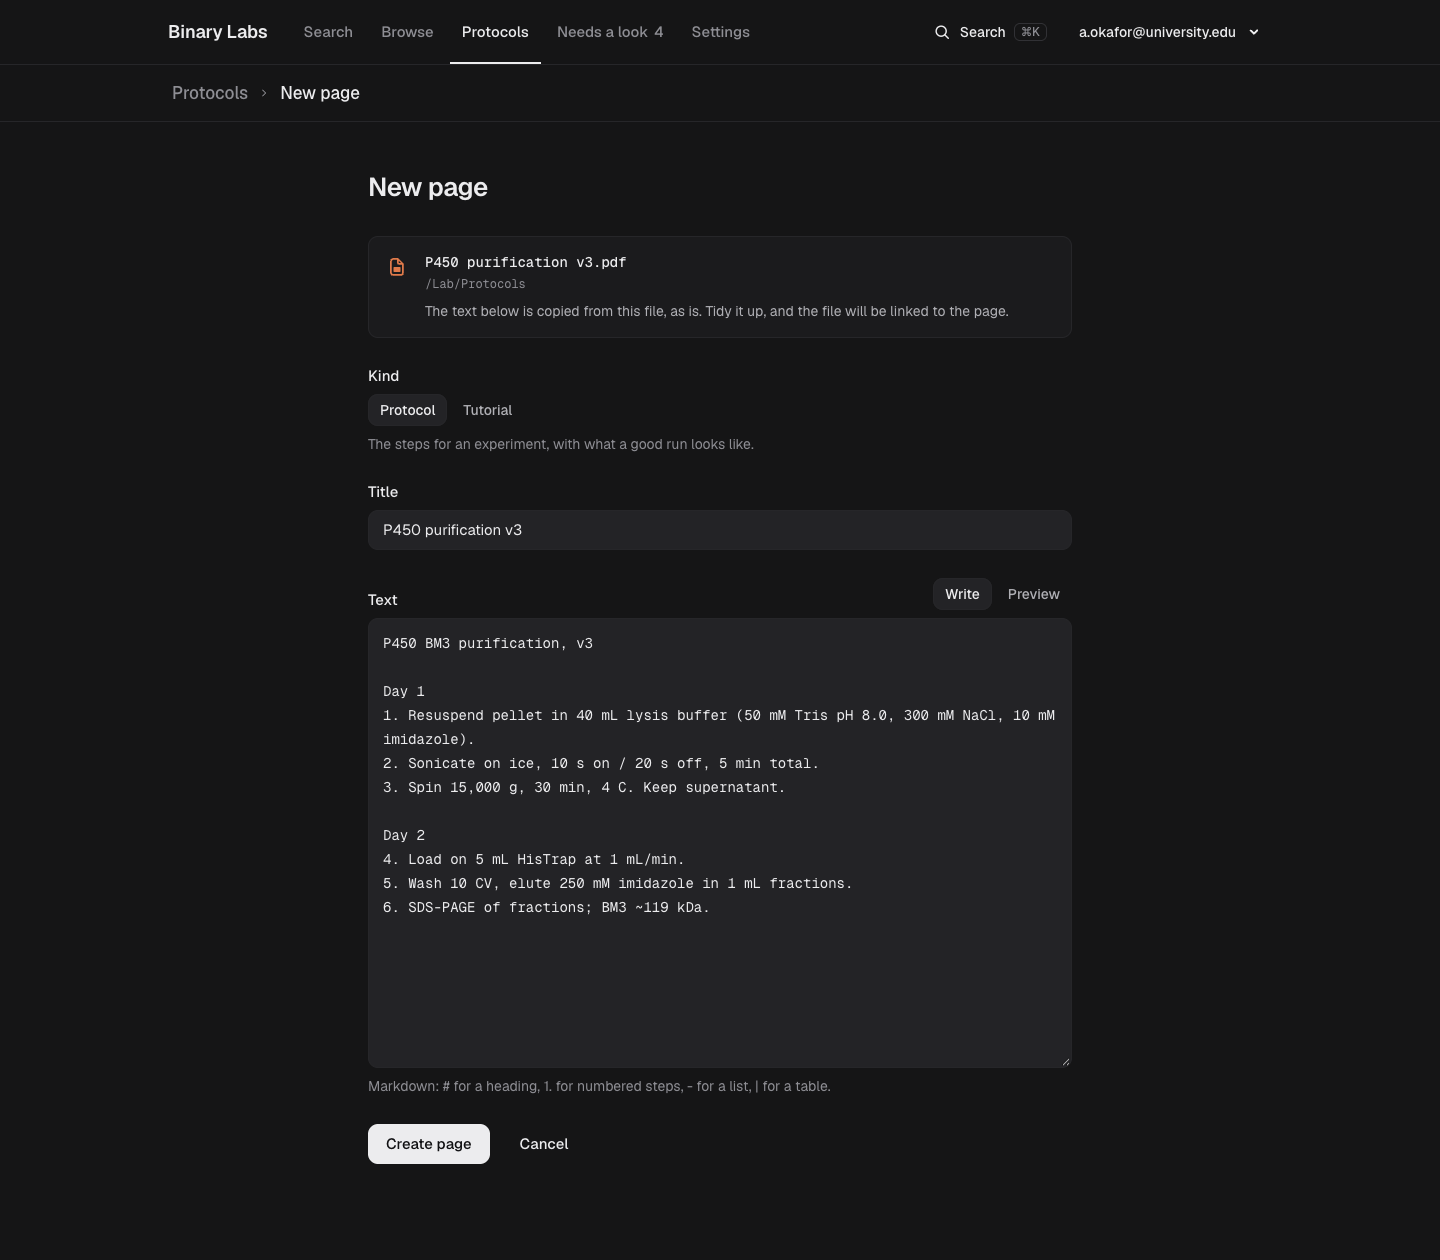 Binary Labs Search Browse Protocols Needs a look 4 Settings Search ⌘K a.okafor@university.edu
Protocols › New page
New page
P450 purification v3.pdf
/Lab/Protocols
The text below is copied from this file, as is. Tidy it up, and the file will be linked to the page.
Kind
Protocol Tutorial
The steps for an experiment, with what a good run looks like.
Title
P450 purification v3
Text Write Preview
P450 BM3 purification, v3
Day 1
1. Resuspend pellet in 40 mL lysis buffer (50 mM Tris pH 8.0, 300 mM NaCl, 10 mM
imidazole).
2. Sonicate on ice, 10 s on / 20 s off, 5 min total.
3. Spin 15,000 g, 30 min, 4 C. Keep supernatant.
Day 2
4. Load on 5 mL HisTrap at 1 mL/min.
5. Wash 10 CV, elute 250 mM imidazole in 1 mL fractions.
6. SDS-PAGE of fractions; BM3 ~119 kDa.
Markdown: # for a heading, 1. for numbered steps, - for a list, | for a table.
Create page Cancel